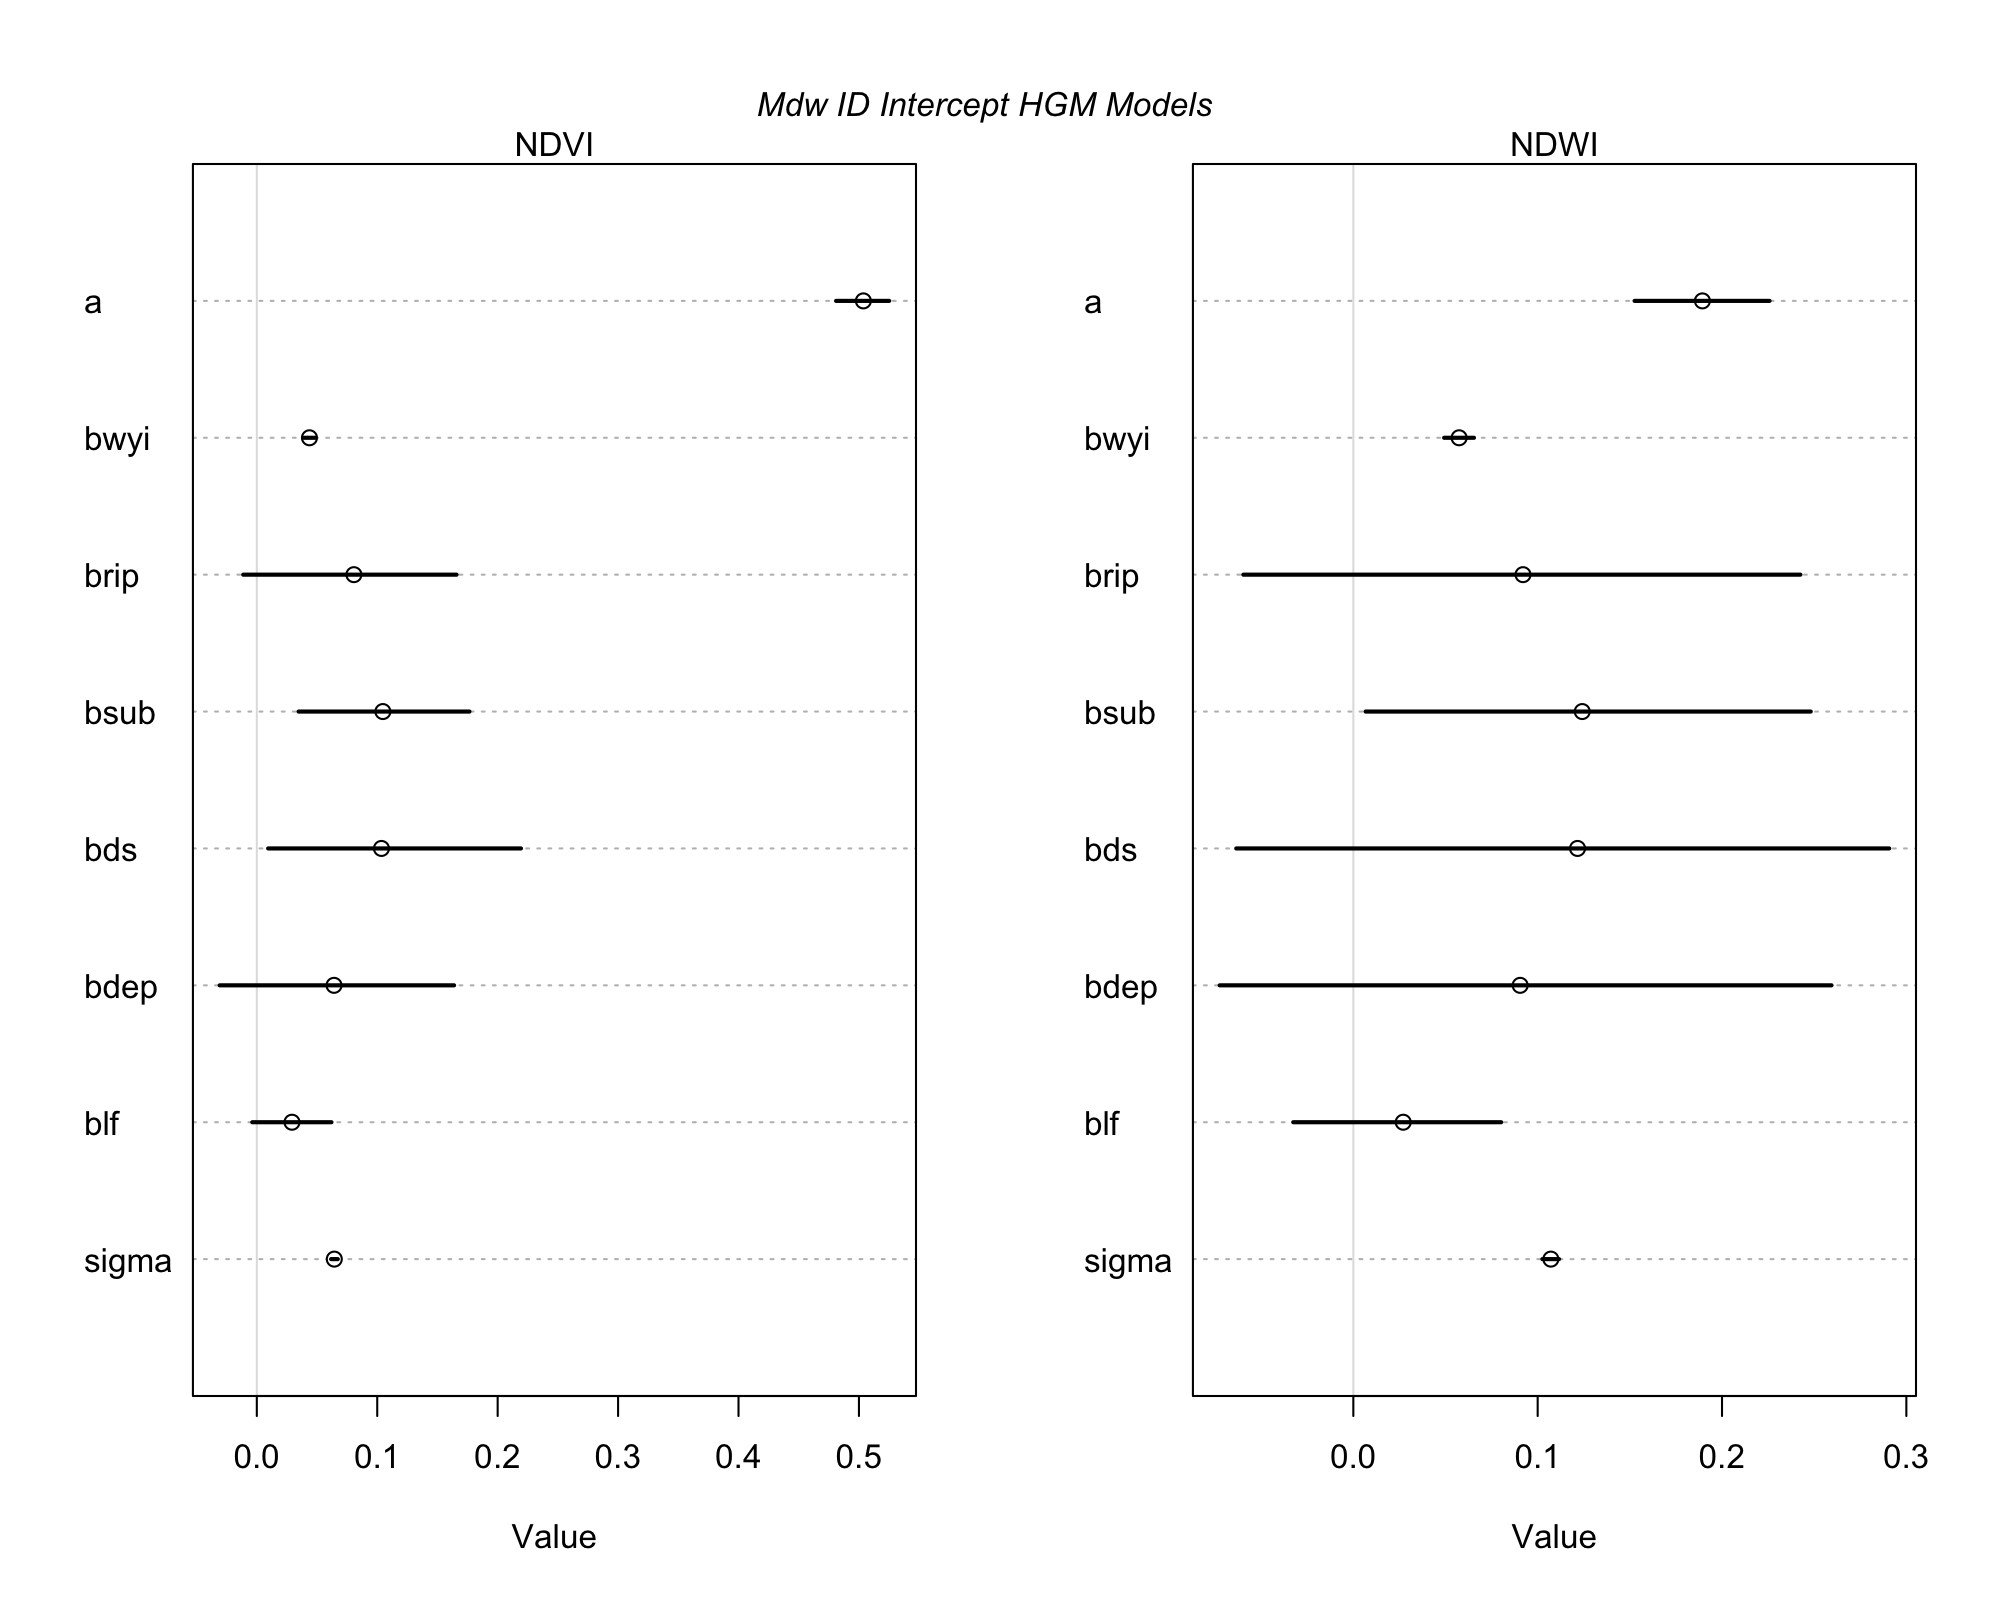 Mdw ID Intercept HGM Models
NDVI
a
bwyi
brip
bsub
bds
bdep
blf
sigma
0.0 0.1 0.2 0.3 0.4 0.5
Value
NDWI
a
bwyi
brip
bsub
bds
bdep
blf
sigma
0.0 0.1 0.2 0.3
Value